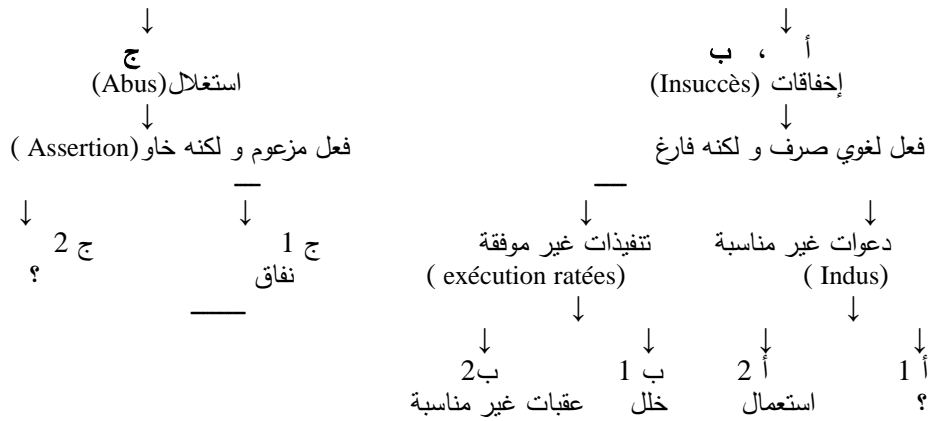 أ ، ب ج
إخفاقات (Insuccès) استغلال(Abus)
فعل لغوي صرف و لكنه فارغ فعل مزعوم و لكنه خاو(Assertion )
دعوات غير مناسبة تنفيذات غير موفقة ج 1 ج 2
(Indus ) (exécution ratées ) نفاق ؟
أ 1 أ 2 ب 1 ب2
؟ استعمال خلل عقبات غير مناسبة